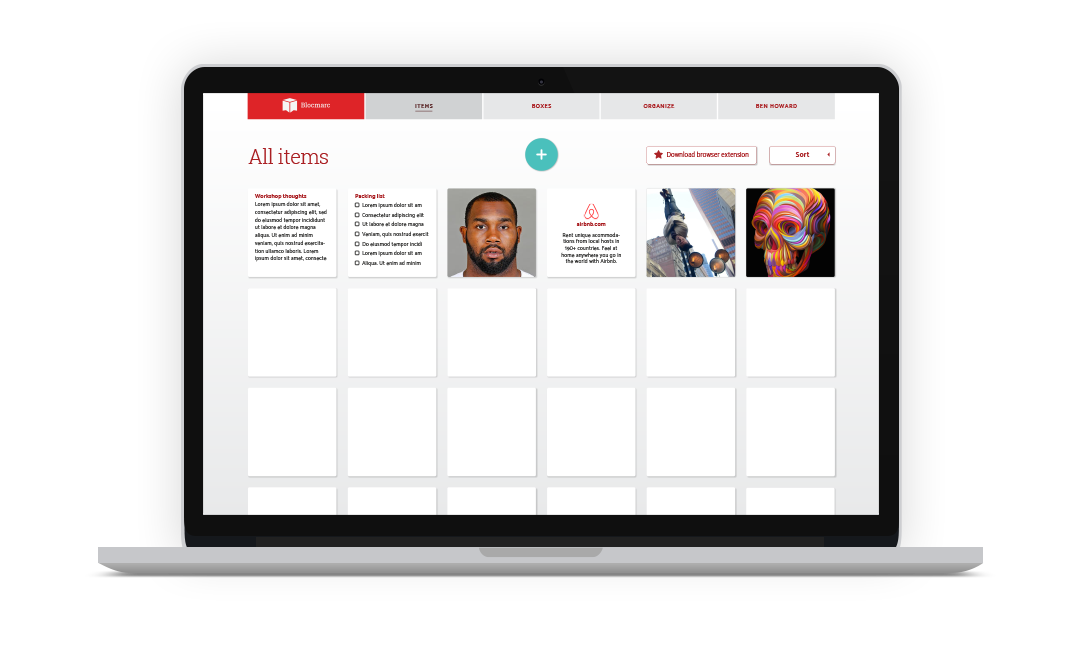 Blocmarc
ITEMS
BOXES
ORGANIZE
BEN HOWARD
All items
+
Download browser extension
Sort
Workshop thoughts
Lorem ipsum dolor sit amet,
consectetur adipiscing elit, sed
do eiusmod tempor incididunt
ut labore et dolore magna
aliqua. Ut enim ad minim
veniam, quis nostrud exercita-
tion ullamco laboris. Lorem
ipsum dolor sit amet, consecte
Packing list
Lorem ipsum dolor sit am
Consectetur adipiscing elit
Ut labore et dolore magna
Veniam, quis nostrud exercit
Do eiusmod tempor incidi
Lorem ipsum dolor sit am
Aliqua. Ut enim ad minim
airbnb.com
Rent unique acommoda-
tions from local hosts in
190+ countries. Feel at
home anywhere you go in
the world with Airbnb.